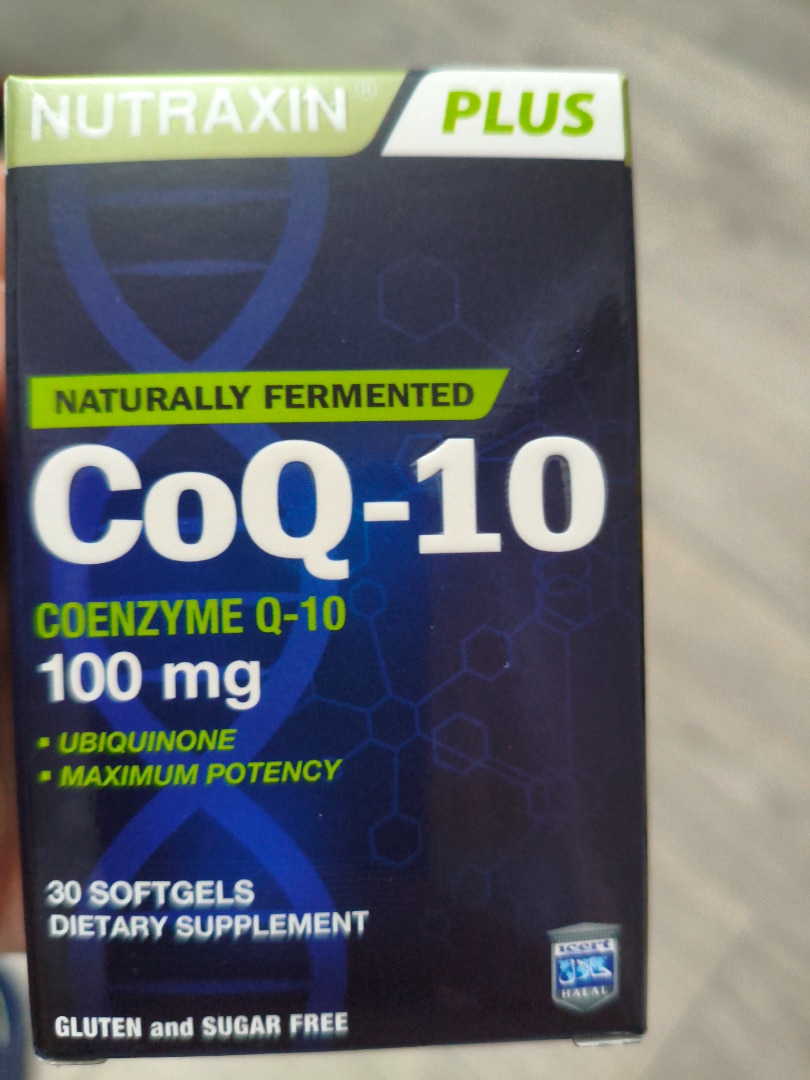 NUTRAXIN®
PLUS
NATURALLY FERMENTED
CoQ-10
COENZYME Q-10
100 mg
▪ UBIQUINONE
▪ MAXIMUM POTENCY
30 SOFTGELS
DIETARY SUPPLEMENT
GLUTEN and SUGAR FREE
HALAL